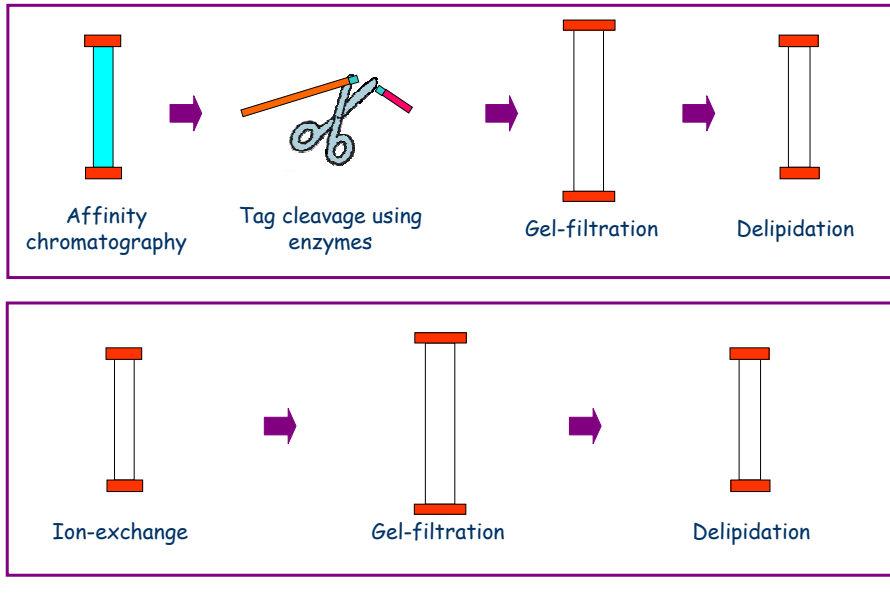 Affinity
chromatography
Tag cleavage using
enzymes
Gel-filtration
Delipidation
Ion-exchange
Gel-filtration
Delipidation